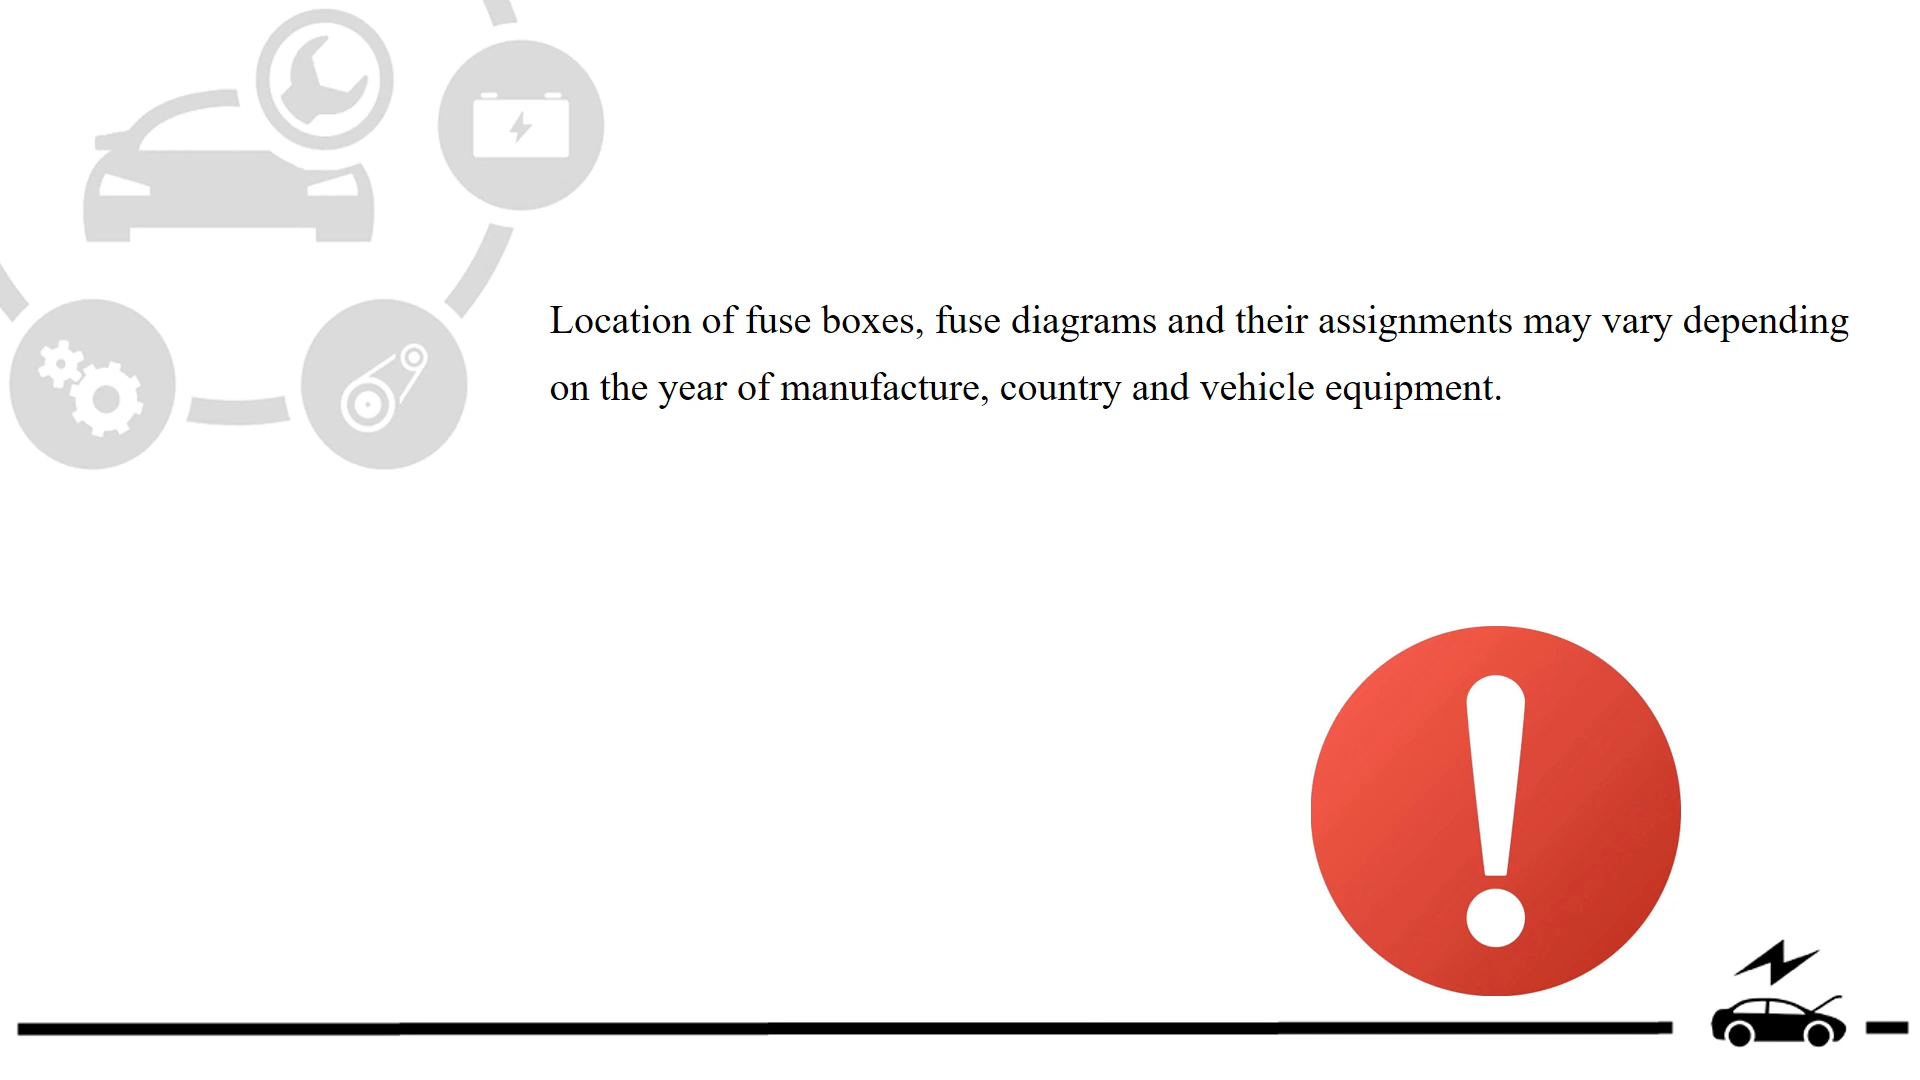 Location of fuse boxes, fuse diagrams and their assignments may vary depending
on the year of manufacture, country and vehicle equipment.